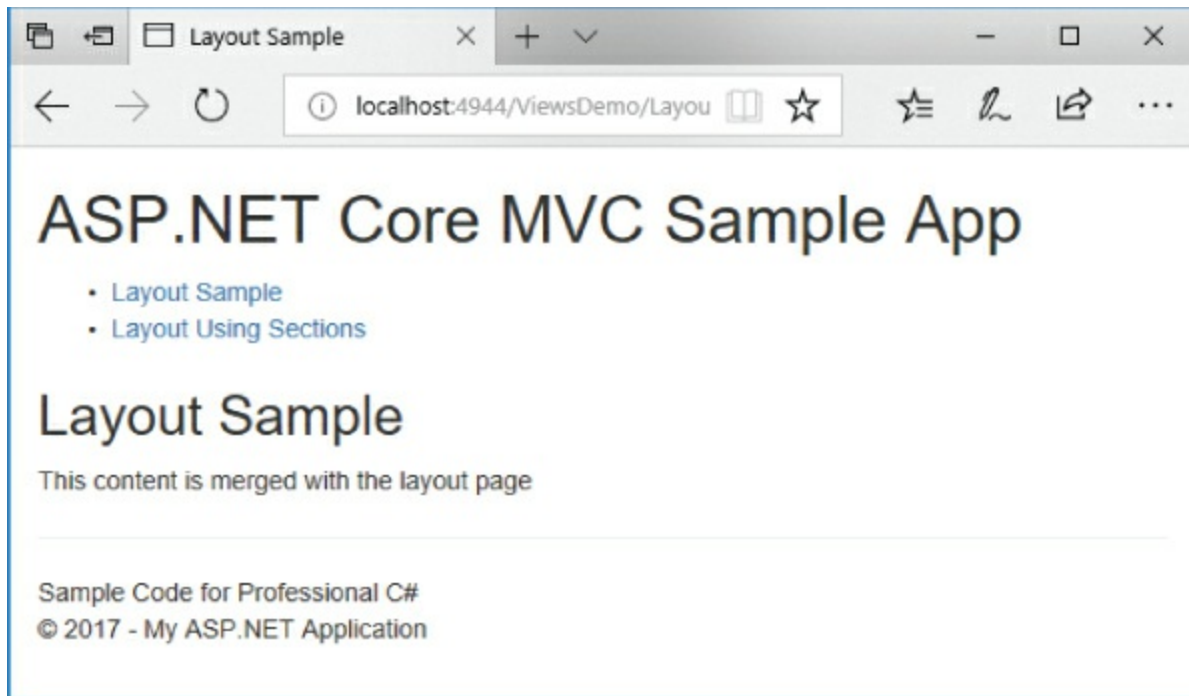 Layout Sample
localhost:4944/ViewsDemo/Layou
ASP.NET Core MVC Sample App
• Layout Sample
• Layout Using Sections
Layout Sample
This content is merged with the layout page
Sample Code for Professional C#
© 2017 - My ASP.NET Application